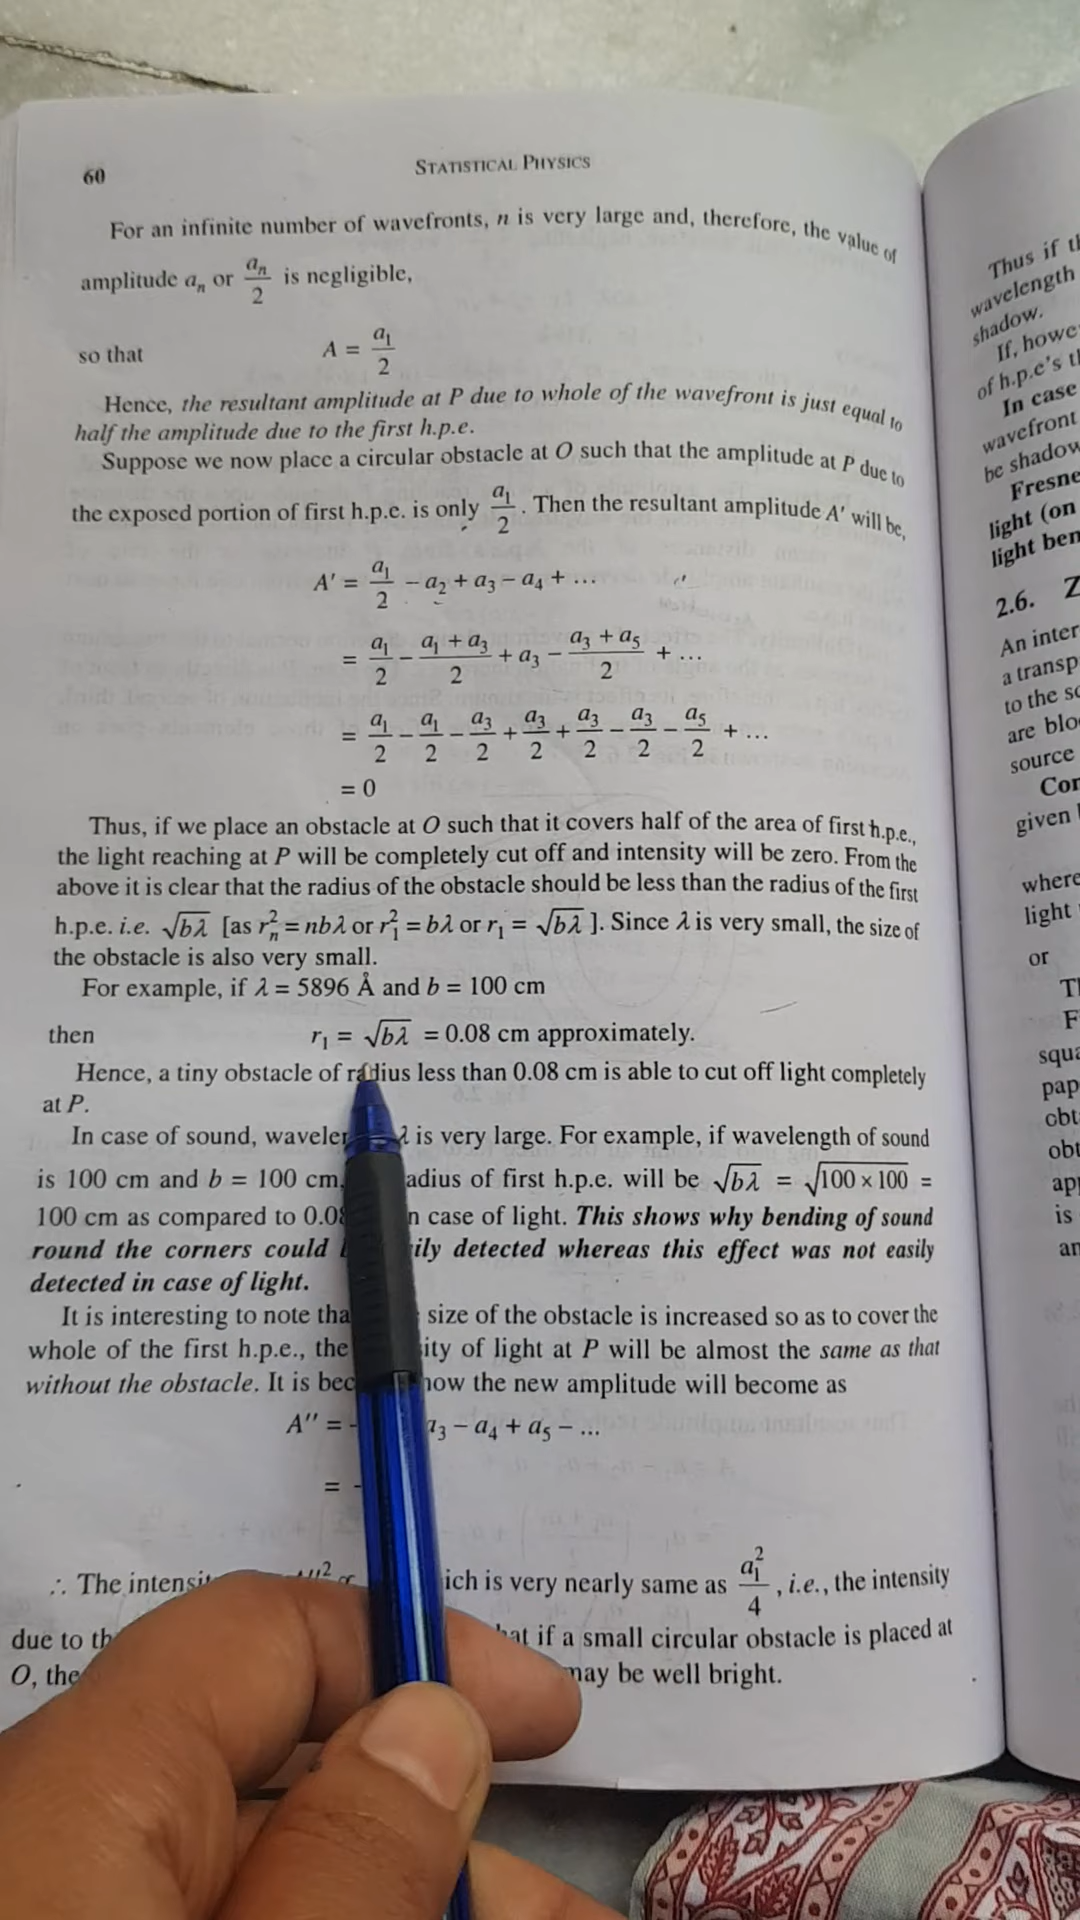 60
STATISTICAL PHYSICS
For an infinite number of wavefronts, n is very large and, therefore, the value of
amplitude aₙ or aₙ/2 is negligible,
so that A = a₁/2
Hence, the resultant amplitude at P due to whole of the wavefront is just equal to
half the amplitude due to the first h.p.e.
Suppose we now place a circular obstacle at O such that the amplitude at P due to
the exposed portion of first h.p.e. is only a₁/2. Then the resultant amplitude A′ will be,
A′ = a₁/2 − a₂ + a₃ − a₄ + ...
= a₁/2 − (a₁ + a₃)/2 + a₃ − (a₃ + a₅)/2 + ...
= a₁/2 − a₁/2 − a₃/2 + a₃/2 + a₃/2 − a₃/2 − a₅/2 + ...
= 0
Thus, if we place an obstacle at O such that it covers half of the area of first h.p.e.,
the light reaching at P will be completely cut off and intensity will be zero. From the
above it is clear that the radius of the obstacle should be less than the radius of the first
h.p.e. i.e. √bλ [as rₙ² = nbλ or r₁² = bλ or r₁ = √bλ ]. Since λ is very small, the size of
the obstacle is also very small.
For example, if λ = 5896 Å and b = 100 cm
then r₁ = √bλ = 0.08 cm approximately.
Hence, a tiny obstacle of radius less than 0.08 cm is able to cut off light completely
at P.
In case of sound, λ is very large. For example, if wavelength of sound
is 100 cm and b = 100 cm, radius of first h.p.e. will be √bλ = √100 × 100 =
100 cm as compared to in case of light. This shows why bending of sound
round the corners could detected whereas this effect was not easily
detected in case of light.
It is interesting to note size of the obstacle is increased so as to cover the
whole of the first h.p.e., the of light at P will be almost the same as that
without the obstacle. It is now the new amplitude will become as
A″ = − a₃ − a₄ + a₅ − ...
= −
∴ The which is very nearly same as a₁²/4, i.e., the intensity
due to if a small circular obstacle is placed at
O, may be well bright.
Thus if
wavelength
shadow.
If,
of h.p.e's
In case
wavefront
be
light (on
light
2.6.
An
a
to the
are
source
given
where
light
or
is